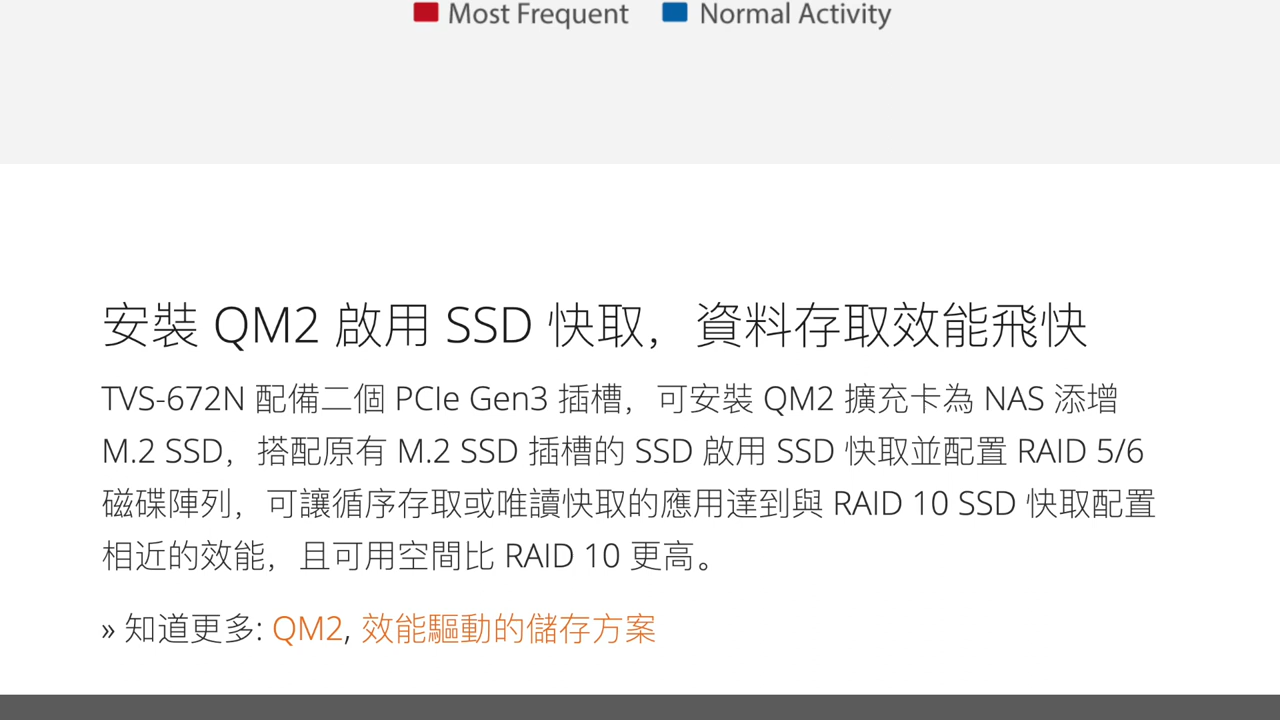 Most Frequent Normal Activity
安裝 QM2 啟用 SSD 快取，資料存取效能飛快
TVS-672N 配備二個 PCIe Gen3 插槽，可安裝 QM2 擴充卡為 NAS 添增
M.2 SSD，搭配原有 M.2 SSD 插槽的 SSD 啟用 SSD 快取並配置 RAID 5/6
磁碟陣列，可讓循序存取或唯讀快取的應用達到與 RAID 10 SSD 快取配置
相近的效能，且可用空間比 RAID 10 更高。
» 知道更多: QM2, 效能驅動的儲存方案